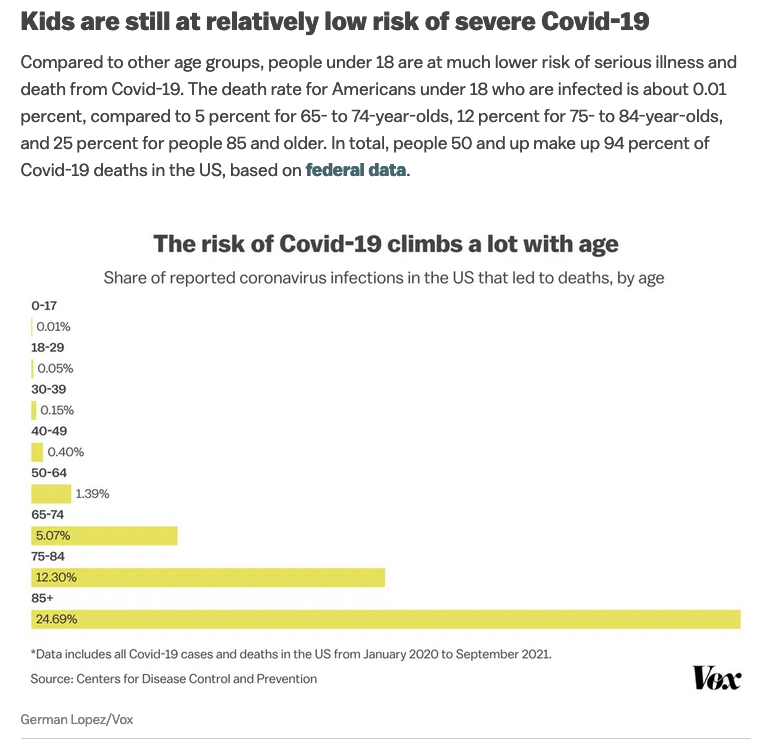 Kids are still at relatively low risk of severe Covid-19
Compared to other age groups, people under 18 are at much lower risk of serious illness and
death from Covid-19. The death rate for Americans under 18 who are infected is about 0.01
percent, compared to 5 percent for 65- to 74-year-olds, 12 percent for 75- to 84-year-olds,
and 25 percent for people 85 and older. In total, people 50 and up make up 94 percent of
Covid-19 deaths in the US, based on federal data.
The risk of Covid-19 climbs a lot with age
Share of reported coronavirus infections in the US that led to deaths, by age
0-17
0.01%
18-29
0.05%
30-39
0.15%
40-49
0.40%
50-64
1.39%
65-74
5.07%
75-84
12.30%
85+
24.69%
*Data includes all Covid-19 cases and deaths in the US from January 2020 to September 2021.
Source: Centers for Disease Control and Prevention
Vox
German Lopez/Vox